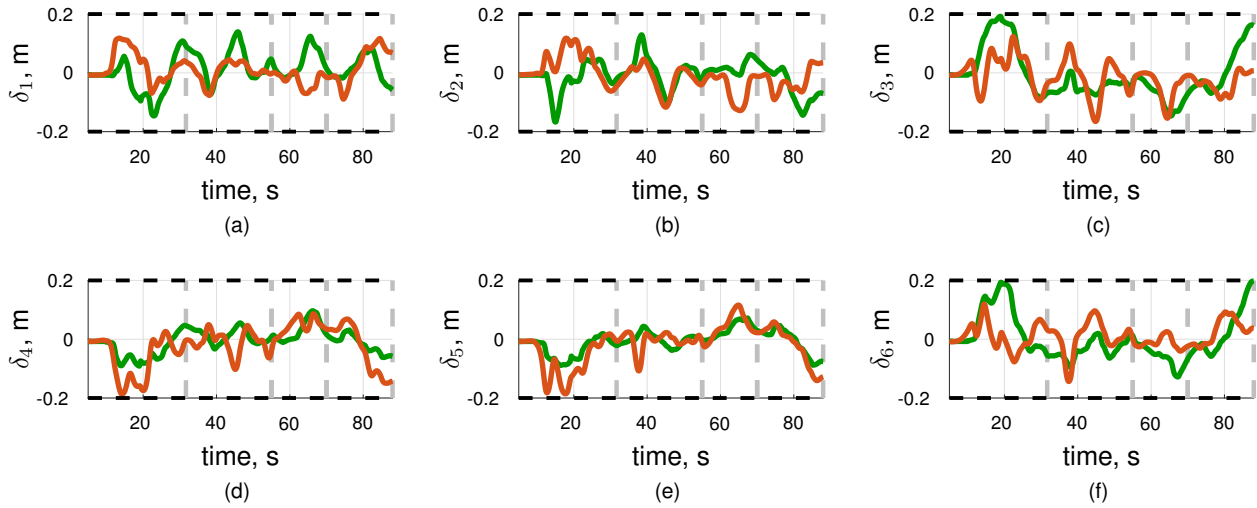 0.2 0.2 0.2
δ1, m δ2, m δ3, m
0 0 0
-0.2 -0.2 -0.2
20 40 60 80 20 40 60 80 20 40 60 80
time, s time, s time, s
(a) (b) (c)
0.2 0.2 0.2
δ4, m δ5, m δ6, m
0 0 0
-0.2 -0.2 -0.2
20 40 60 80 20 40 60 80 20 40 60 80
time, s time, s time, s
(d) (e) (f)